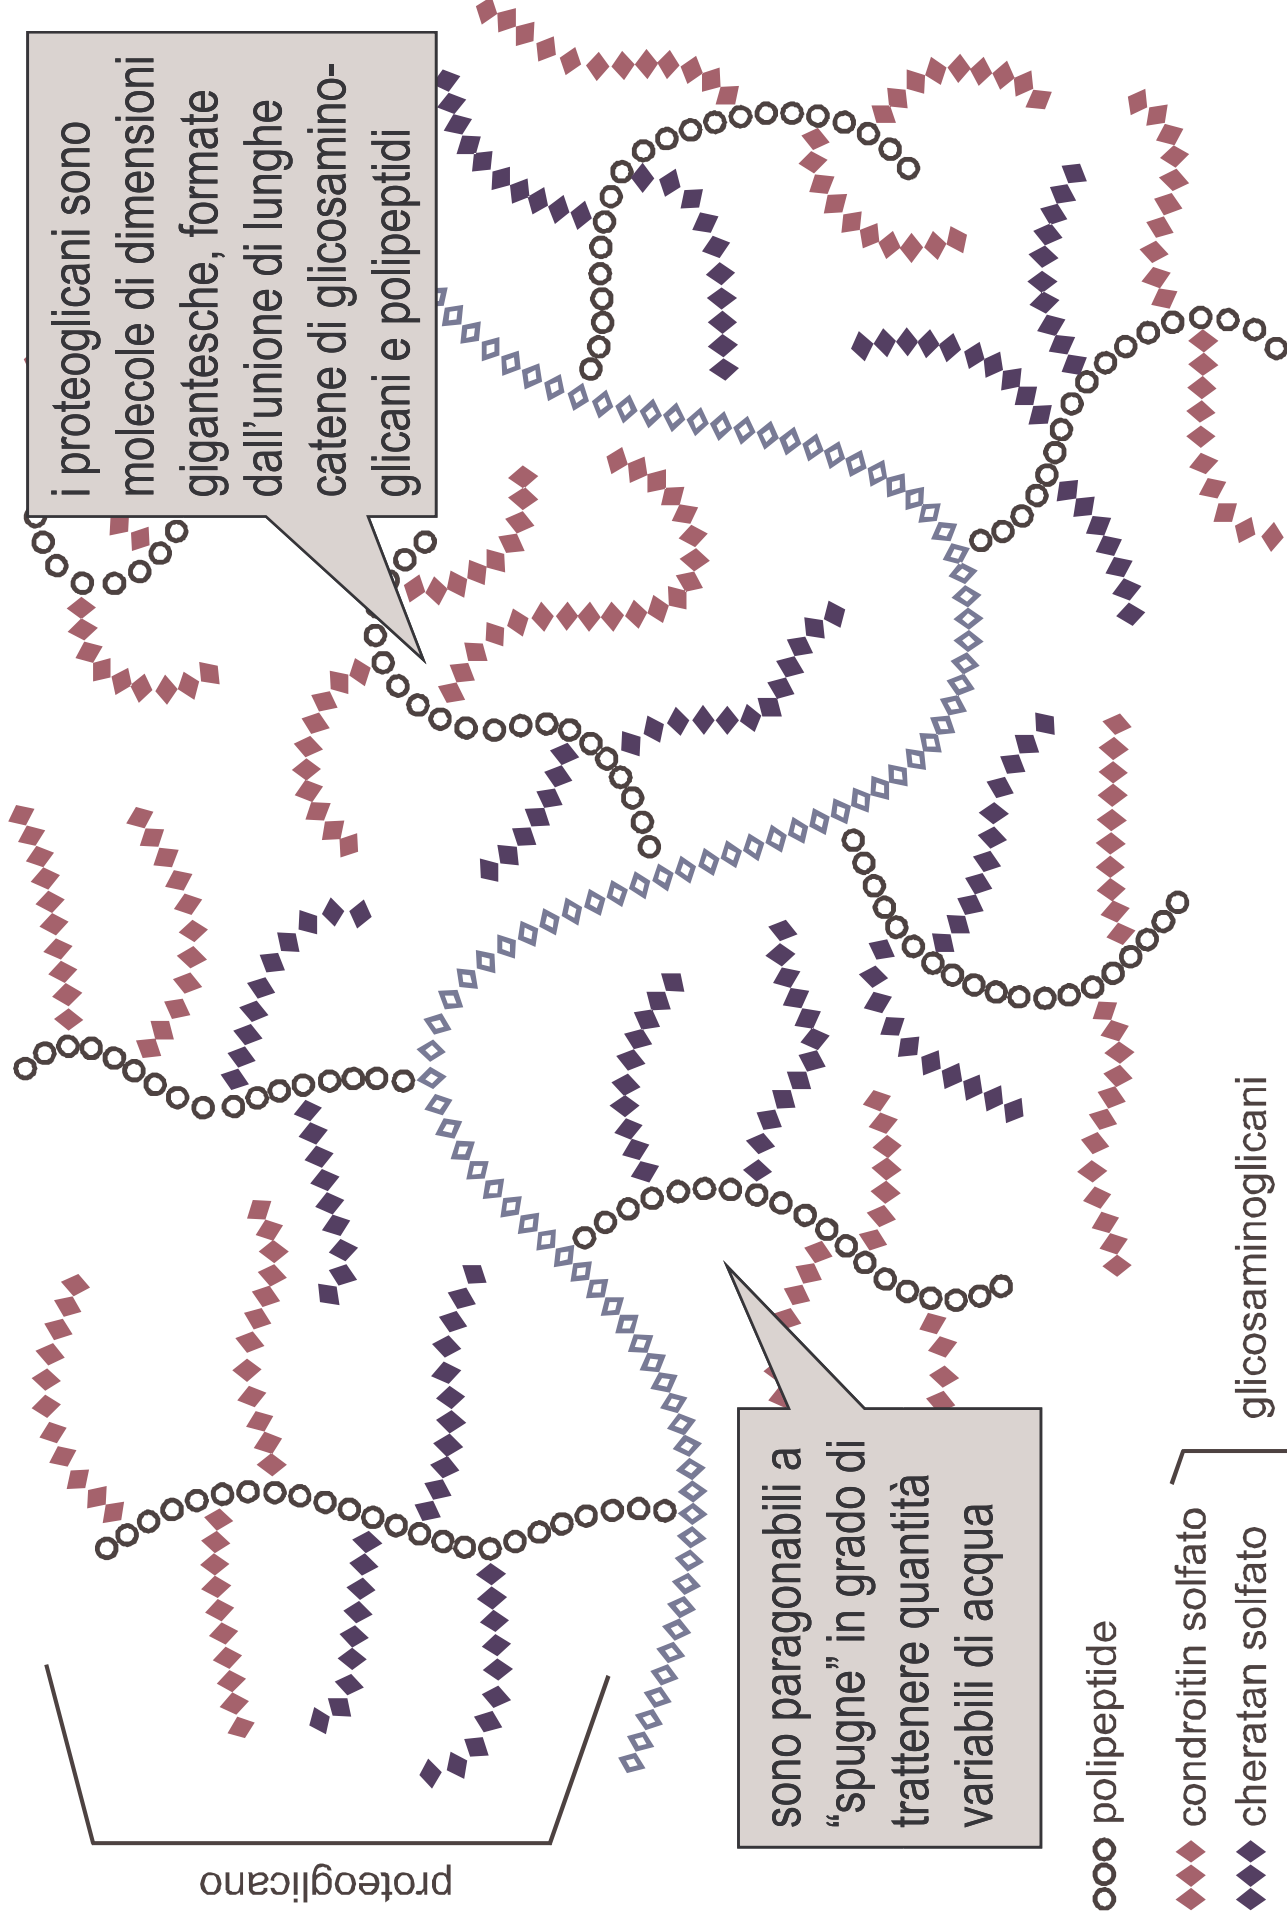 i proteoglicani sono
molecole di dimensioni
gigantesche, formate
dall'unione di lunghe
catene di glicosamino-
glicani e polipeptidi
proteoglicano
sono paragonabili a
“spugne” in grado di
trattenere quantità
variabili di acqua
polipeptide
condroitin solfato
cheratan solfato
glicosaminoglicani